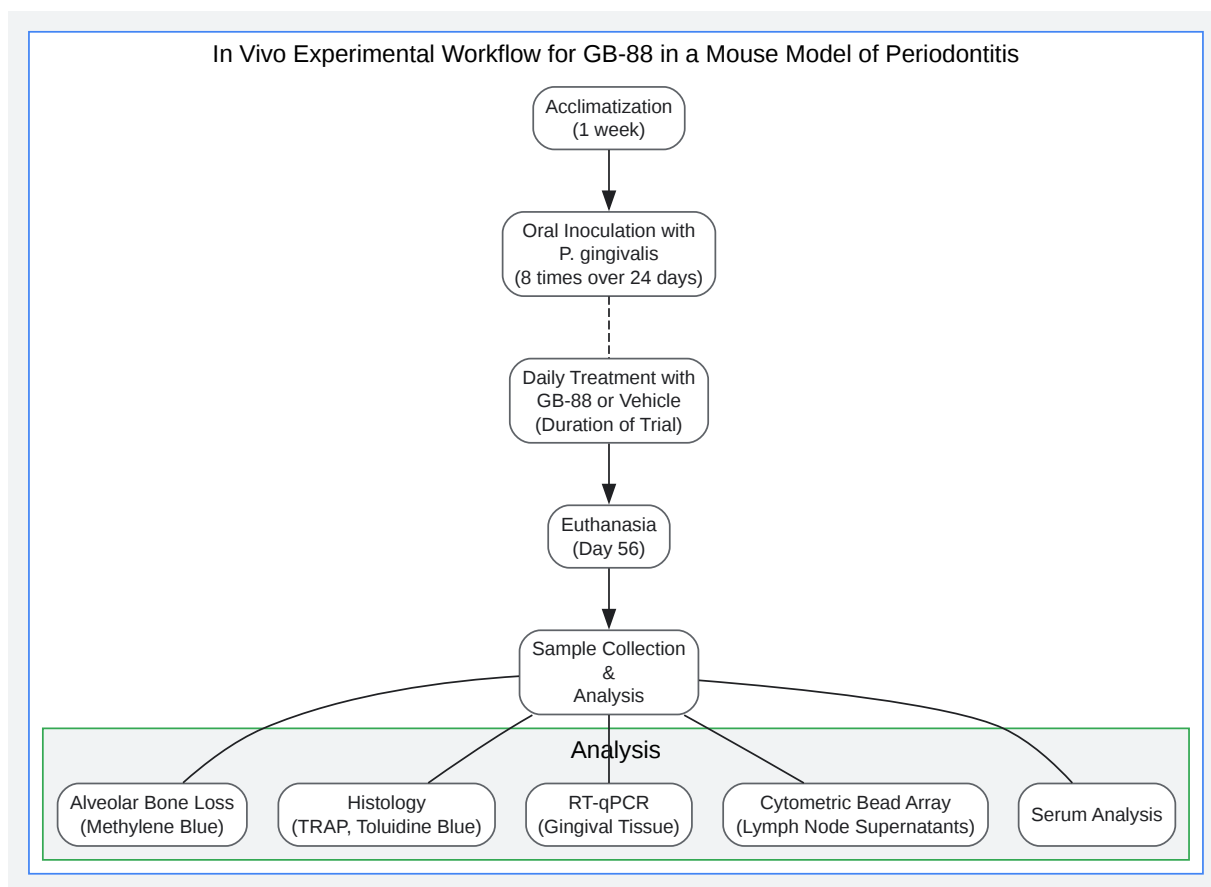 In Vivo Experimental Workflow for GB-88 in a Mouse Model of Periodontitis
Acclimatization
(1 week)
Oral Inoculation with
P. gingivalis
(8 times over 24 days)
Daily Treatment with
GB-88 or Vehicle
(Duration of Trial)
Euthanasia
(Day 56)
Sample Collection
&
Analysis
Analysis
Alveolar Bone Loss
(Methylene Blue)
Histology
(TRAP, Toluidine Blue)
RT-qPCR
(Gingival Tissue)
Cytometric Bead Array
(Lymph Node Supernatants)
Serum Analysis